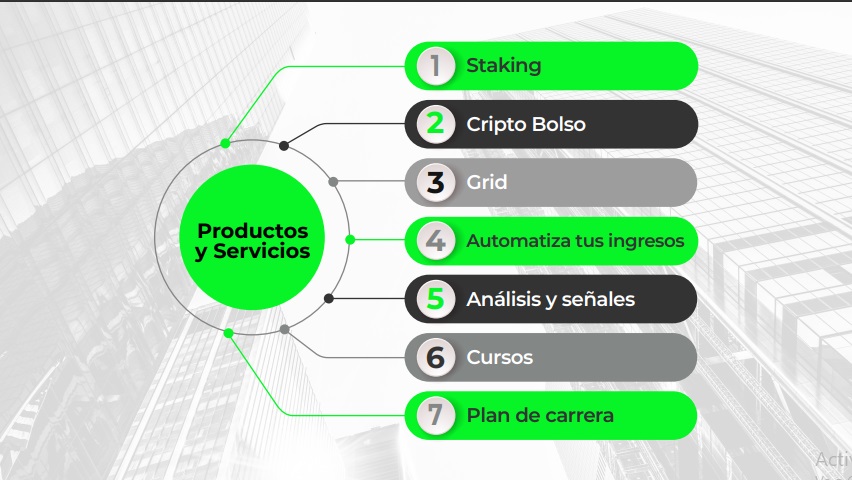 Productos
y Servicios
1 Staking
2 Cripto Bolso
3 Grid
4 Automatiza tus ingresos
5 Análisis y señales
6 Cursos
7 Plan de carrera